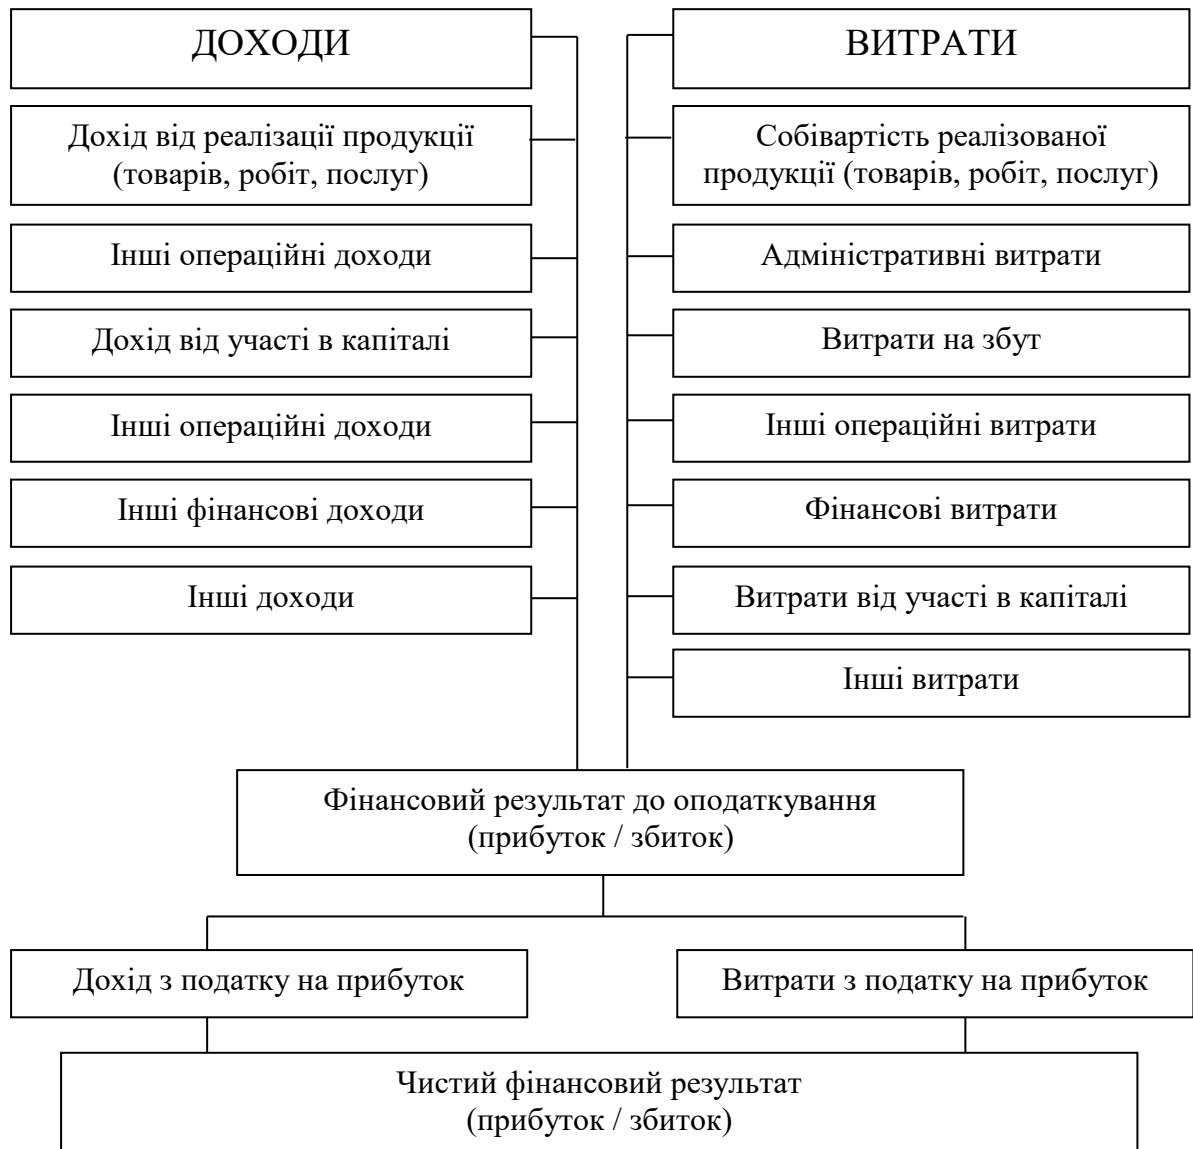 ДОХОДИ
Дохід від реалізації продукції
(товарів, робіт, послуг)
Інші операційні доходи
Дохід від участі в капіталі
Інші операційні доходи
Інші фінансові доходи
Інші доходи
ВИТРАТИ
Собівартість реалізованої
продукції (товарів, робіт, послуг)
Адміністративні витрати
Витрати на збут
Інші операційні витрати
Фінансові витрати
Витрати від участі в капіталі
Інші витрати
Фінансовий результат до оподаткування
(прибуток / збиток)
Дохід з податку на прибуток
Витрати з податку на прибуток
Чистий фінансовий результат
(прибуток / збиток)